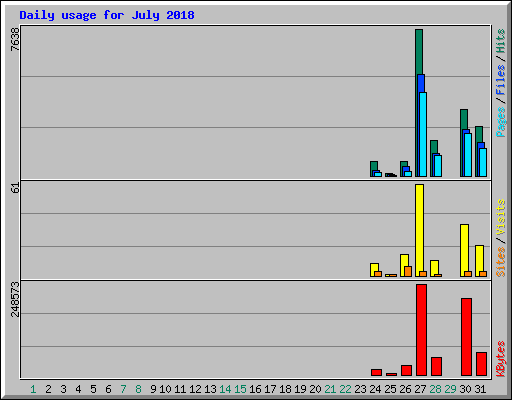 Daily usage for July 2018
7638
61
248573
Pages / Files / Hits
Sites / Visits
KBytes
1 2 3 4 5 6 7 8 9 10 11 12 13 14 15 16 17 18 19 20 21 22 23 24 25 26 27 28 29 30 31